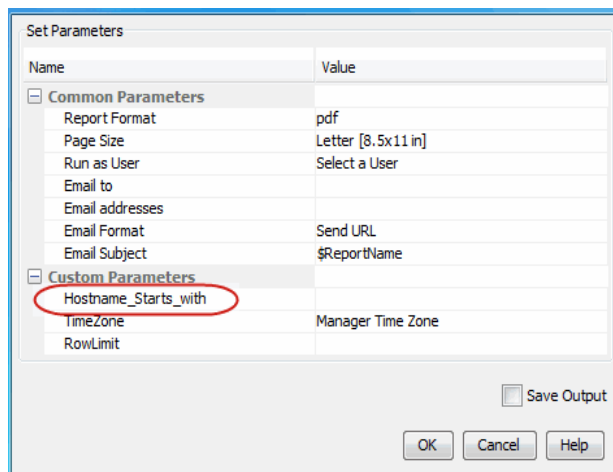 Set Parameters
Name Value
Common Parameters
Report Format pdf
Page Size Letter [8.5x11 in]
Run as User Select a User
Email to
Email addresses
Email Format Send URL
Email Subject $ReportName
Custom Parameters
Hostname_Starts_with
TimeZone Manager Time Zone
RowLimit
Save Output
OK Cancel Help